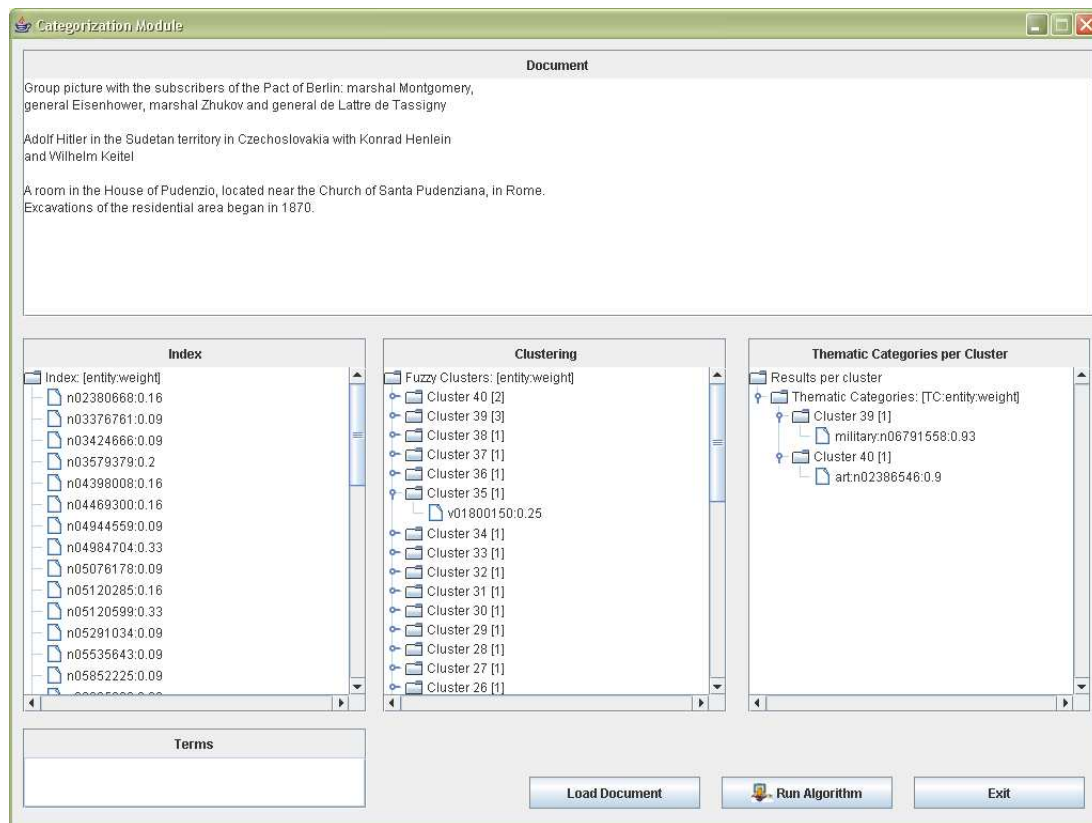 Categorization Module
Document
Group picture with the subscribers of the Pact of Berlin: marshal Montgomery,
general Eisenhower, marshal Zhukov and general de Lattre de Tassigny
Adolf Hitler in the Sudetan territory in Czechoslovakia with Konrad Henlein
and Wilhelm Keitel
A room in the House of Pudenzio, located near the Church of Santa Pudenziana, in Rome.
Excavations of the residential area began in 1870.
Index
Index: [entity:weight]
n02380668:0.16
n03376761:0.09
n03424666:0.09
n03579379:0.2
n04398008:0.16
n04469300:0.16
n04944559:0.09
n04984704:0.33
n05076178:0.09
n05120285:0.16
n05120599:0.33
n05291034:0.09
n05535643:0.09
n05852225:0.09
Clustering
Fuzzy Clusters: [entity:weight]
Cluster 40 [2]
Cluster 39 [3]
Cluster 38 [1]
Cluster 37 [1]
Cluster 36 [1]
Cluster 35 [1]
v01800150:0.25
Cluster 34 [1]
Cluster 33 [1]
Cluster 32 [1]
Cluster 31 [1]
Cluster 30 [1]
Cluster 29 [1]
Cluster 28 [1]
Cluster 27 [1]
Cluster 26 [1]
Thematic Categories per Cluster
Results per cluster
Thematic Categories: [TC:entity:weight]
Cluster 39 [1]
military:n06791558:0.93
Cluster 40 [1]
art:n02386546:0.9
Terms
Load Document
Run Algorithm
Exit